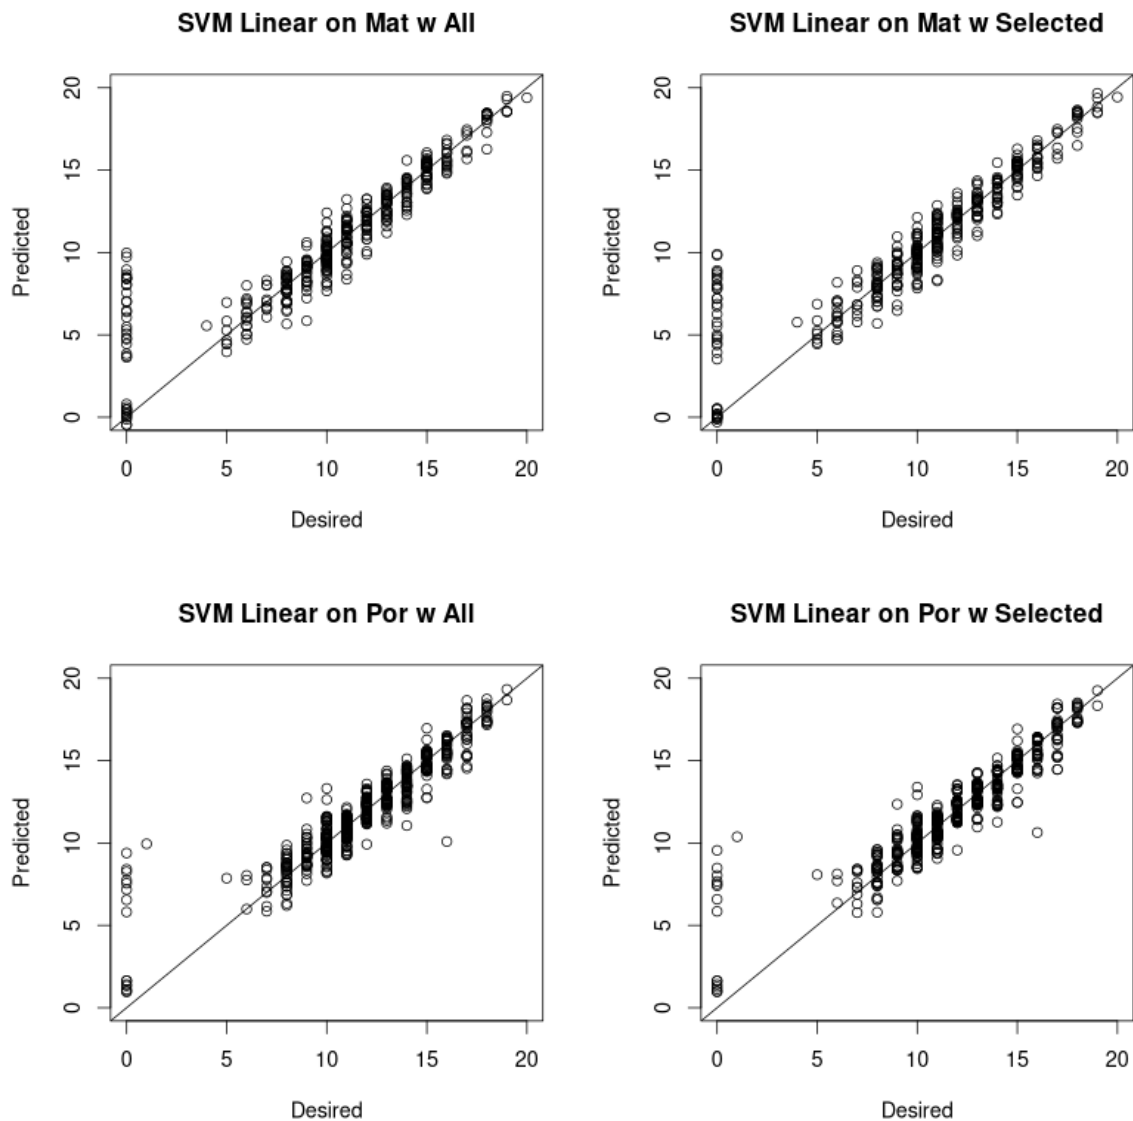 SVM Linear on Mat w All
20
15
10
5
0
Predicted
0 5 10 15 20
Desired
SVM Linear on Mat w Selected
20
15
10
5
0
Predicted
0 5 10 15 20
Desired
SVM Linear on Por w All
20
15
10
5
0
Predicted
0 5 10 15 20
Desired
SVM Linear on Por w Selected
20
15
10
5
0
Predicted
0 5 10 15 20
Desired